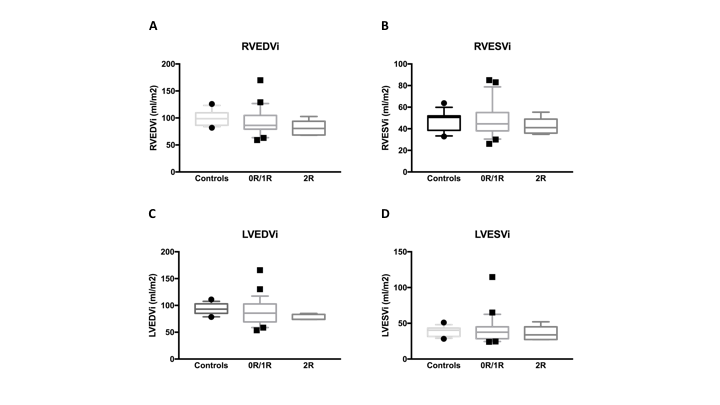 A
RVEDVi
RVEDVi (ml/m2)
200
150
100
50
0
Controls 0R/1R 2R
B
RVESVi
RVESVi (ml/m2)
100
80
60
40
20
0
Controls 0R/1R 2R
C
LVEDVi
LVEDVi (ml/m2)
200
150
100
50
0
Controls 0R/1R 2R
D
LVESVi
LVESVi (ml/m2)
150
100
50
0
Controls 0R/1R 2R